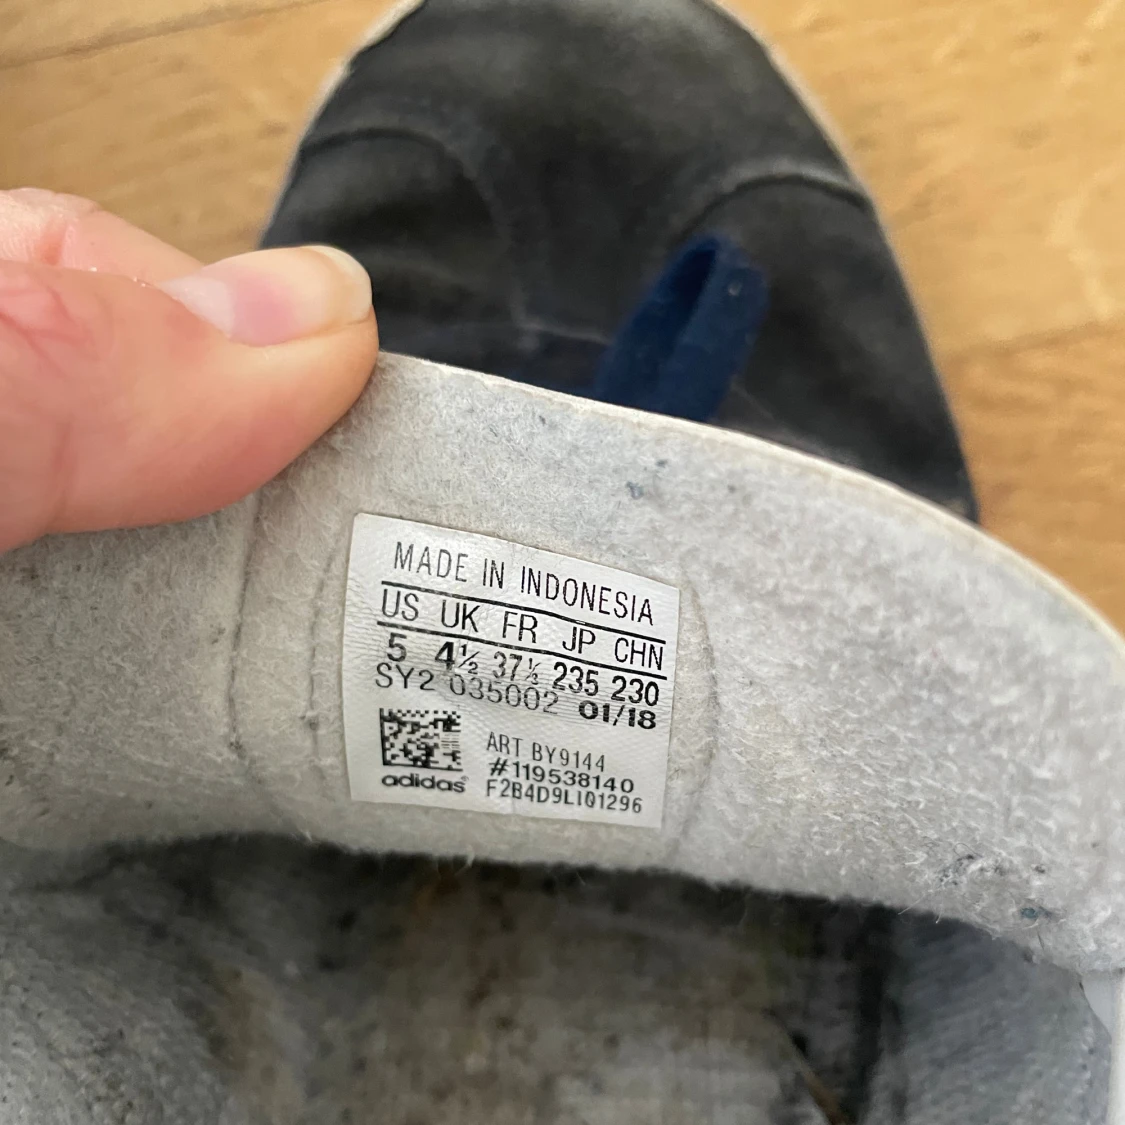 MADE IN INDONESIA
US UK FR JP CHN
5 4½ 37⅓ 235 230
SY2 035002 01/18
ART BY9144
#119538140
adidas F2B4D9LI01296